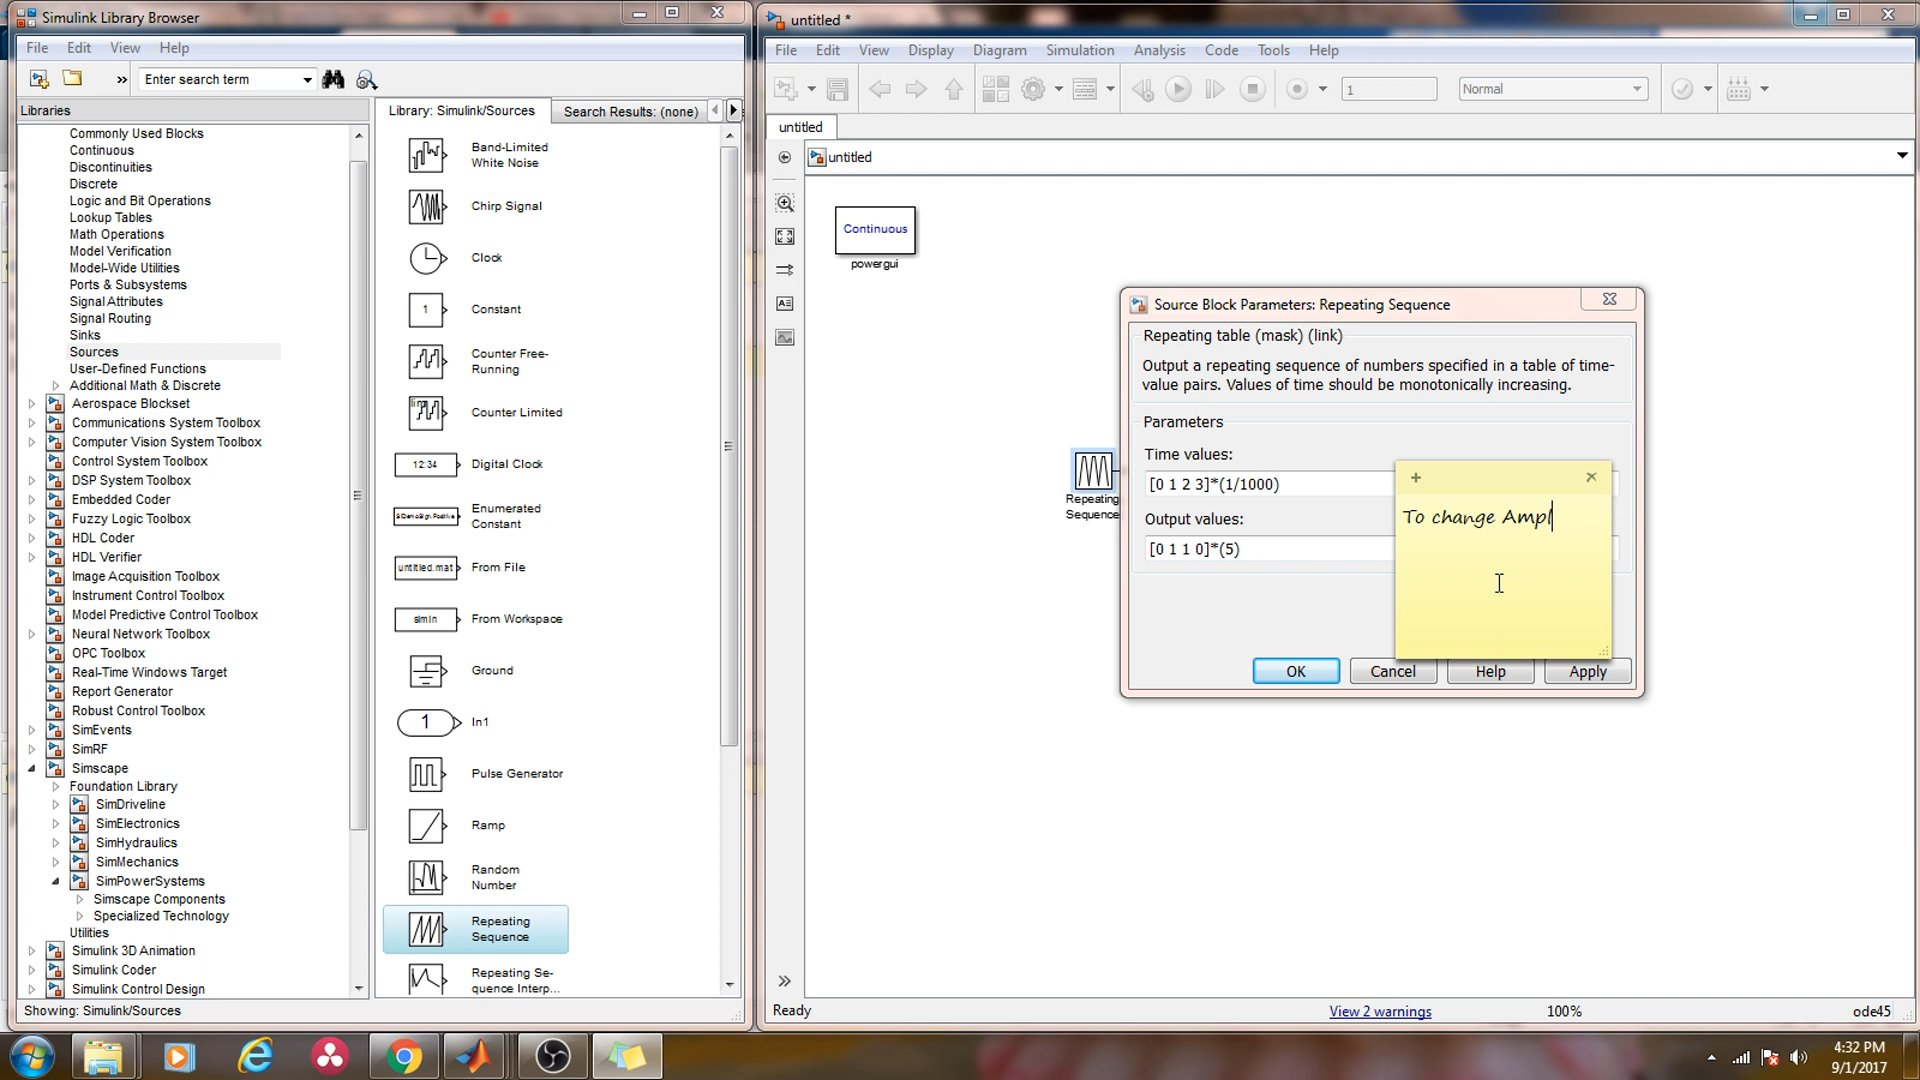 Simulink Library Browser
File Edit View Help
» Enter search term
Libraries
Commonly Used Blocks
Continuous
Discontinuities
Discrete
Logic and Bit Operations
Lookup Tables
Math Operations
Model Verification
Model-Wide Utilities
Ports & Subsystems
Signal Attributes
Signal Routing
Sinks
Sources
User-Defined Functions
Additional Math & Discrete
Aerospace Blockset
Communications System Toolbox
Computer Vision System Toolbox
Control System Toolbox
DSP System Toolbox
Embedded Coder
Fuzzy Logic Toolbox
HDL Coder
HDL Verifier
Image Acquisition Toolbox
Instrument Control Toolbox
Model Predictive Control Toolbox
Neural Network Toolbox
OPC Toolbox
Real-Time Windows Target
Report Generator
Robust Control Toolbox
SimEvents
SimRF
Simscape
Foundation Library
SimDriveline
SimElectronics
SimHydraulics
SimMechanics
SimPowerSystems
Simscape Components
Specialized Technology
Utilities
Simulink 3D Animation
Simulink Coder
Simulink Control Design
Showing: Simulink/Sources
Library: Simulink/Sources Search Results: (none)
Band-Limited
White Noise
Chirp Signal
Clock
1 Constant
Counter Free-
Running
Counter Limited
12:34 Digital Clock
Enumerated
Constant
untitled.mat From File
simin From Workspace
Ground
1 In1
Pulse Generator
Ramp
Random
Number
Repeating
Sequence
Repeating Se-
quence Interp...
untitled *
File Edit View Display Diagram Simulation Analysis Code Tools Help
1 Normal
untitled
untitled
Continuous
powergui
Repeating
Sequence
Source Block Parameters: Repeating Sequence
Repeating table (mask) (link)
Output a repeating sequence of numbers specified in a table of time-
value pairs. Values of time should be monotonically increasing.
Parameters
Time values:
[0 1 2 3]*(1/1000)
Output values:
[0 1 1 0]*(5)
To change Ampl
OK Cancel Help Apply
Ready View 2 warnings 100% ode45
4:32 PM
9/1/2017